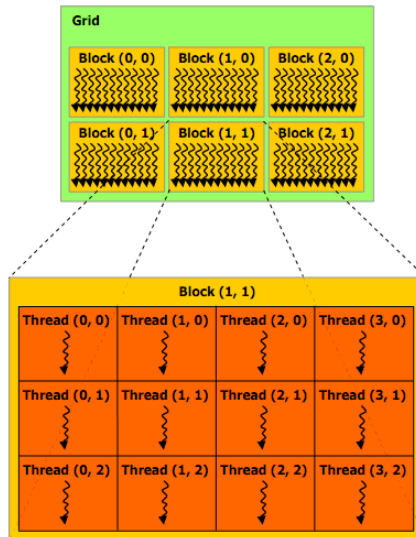 Grid
Block (0, 0) Block (1, 0) Block (2, 0)
Block (0, 1) Block (1, 1) Block (2, 1)
Block (1, 1)
Thread (0, 0) Thread (1, 0) Thread (2, 0) Thread (3, 0)
Thread (0, 1) Thread (1, 1) Thread (2, 1) Thread (3, 1)
Thread (0, 2) Thread (1, 2) Thread (2, 2) Thread (3, 2)